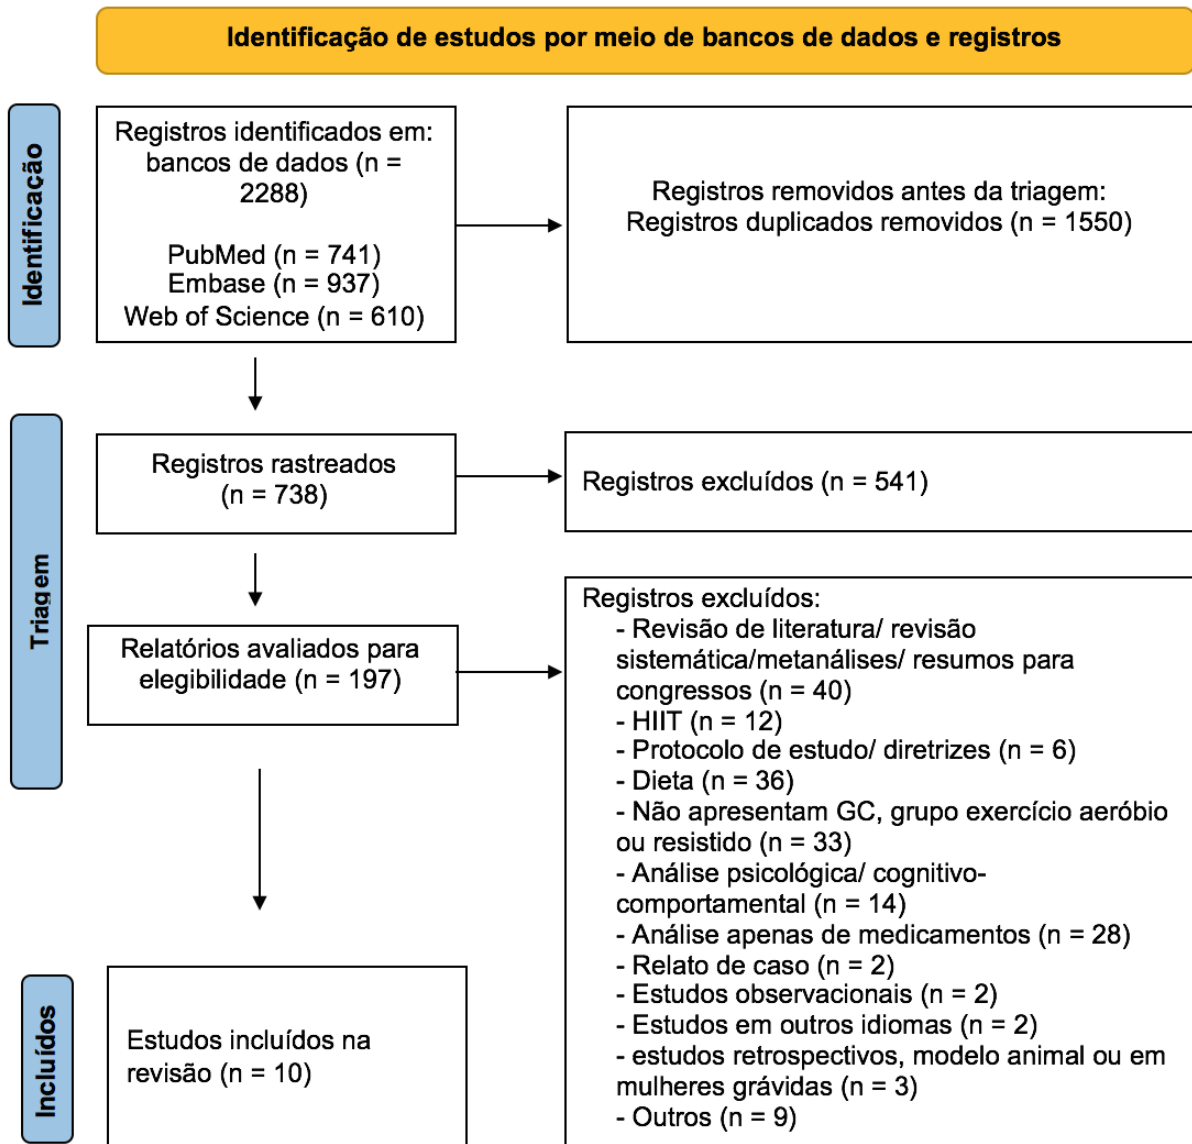 Identificação de estudos por meio de bancos de dados e registros
Identificação
Registros identificados em:
bancos de dados (n =
2288)
PubMed (n = 741)
Embase (n = 937)
Web of Science (n = 610)
Registros removidos antes da triagem:
Registros duplicados removidos (n = 1550)
Triagem
Registros rastreados
(n = 738)
Registros excluídos (n = 541)
Relatórios avaliados para
elegibilidade (n = 197)
Registros excluídos:
- Revisão de literatura/ revisão
sistemática/metanálises/ resumos para
congressos (n = 40)
- HIIT (n = 12)
- Protocolo de estudo/ diretrizes (n = 6)
- Dieta (n = 36)
- Não apresentam GC, grupo exercício aeróbio
ou resistido (n = 33)
- Análise psicológica/ cognitivo-
comportamental (n = 14)
- Análise apenas de medicamentos (n = 28)
- Relato de caso (n = 2)
- Estudos observacionais (n = 2)
- Estudos em outros idiomas (n = 2)
- estudos retrospectivos, modelo animal ou em
mulheres grávidas (n = 3)
- Outros (n = 9)
Incluídos
Estudos incluídos na
revisão (n = 10)